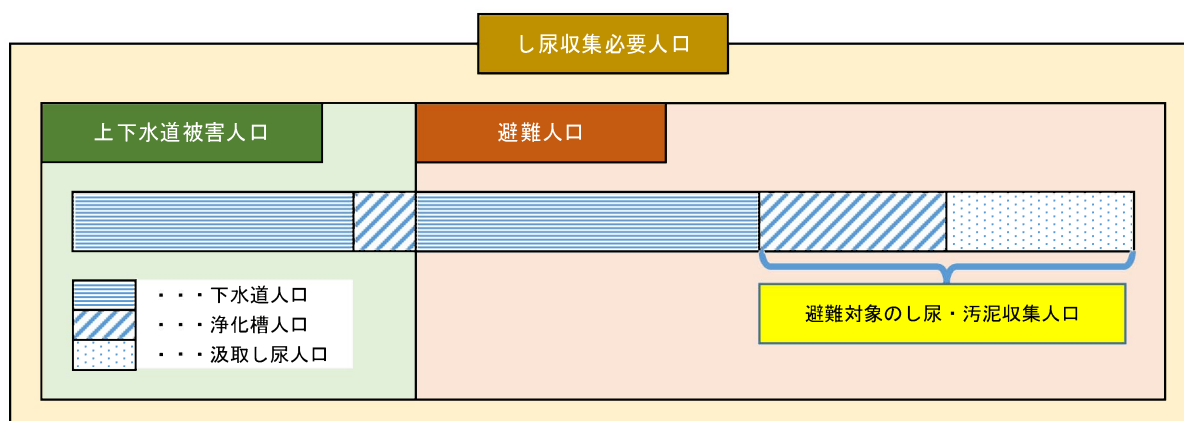 し尿収集必要人口
上下水道被害人口
避難人口
・・・下水道人口
・・・浄化槽人口
・・・汲取し尿人口
避難対象のし尿・汚泥収集人口